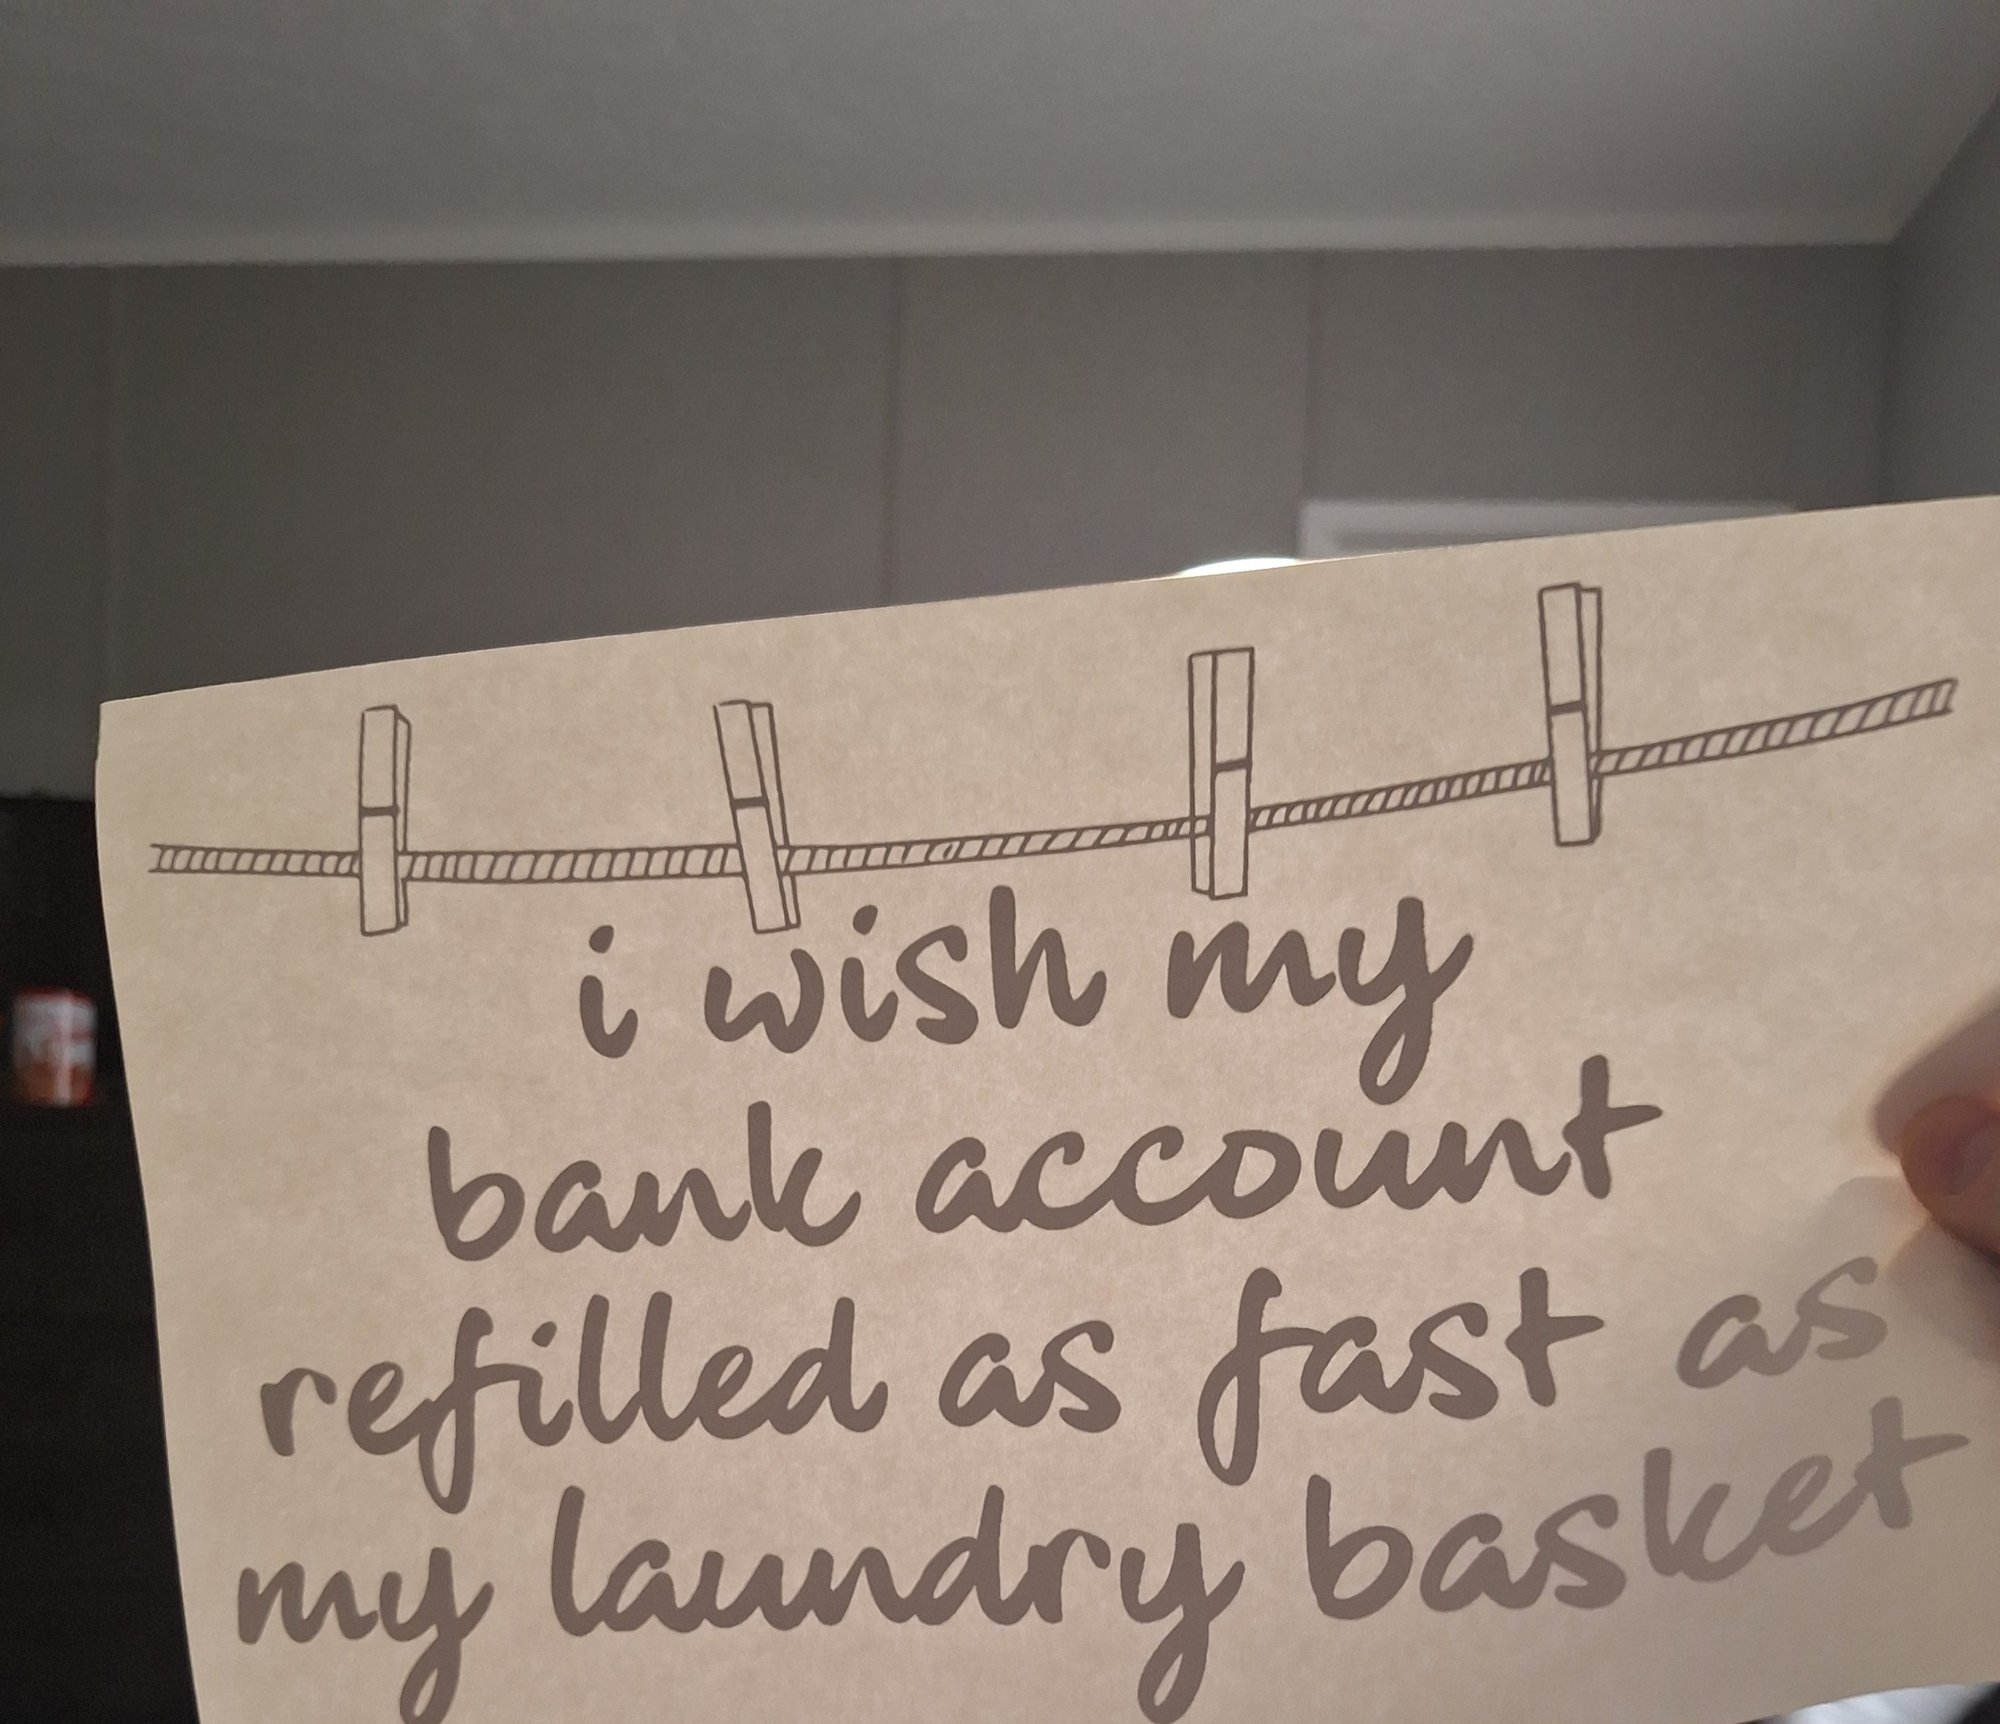 i wish my
bank account
refilled as fast as
my laundry basket